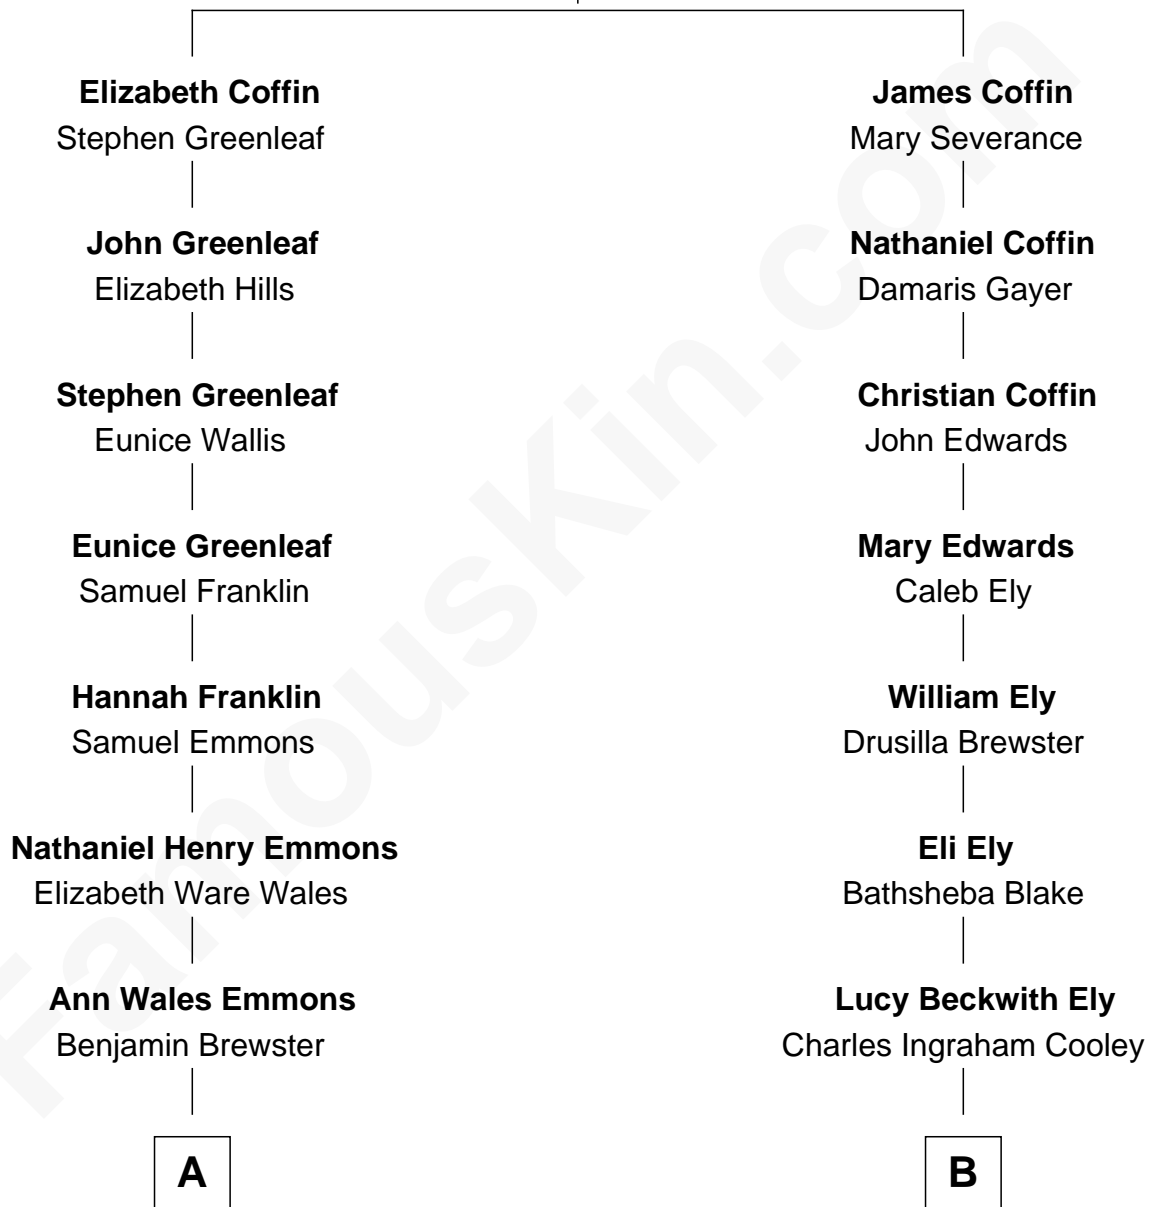 Elizabeth Coffin
Stephen Greenleaf
John Greenleaf
Elizabeth Hills
Stephen Greenleaf
Eunice Wallis
Eunice Greenleaf
Samuel Franklin
Hannah Franklin
Samuel Emmons
Nathaniel Henry Emmons
Elizabeth Ware Wales
Ann Wales Emmons
Benjamin Brewster
A
James Coffin
Mary Severance
Nathaniel Coffin
Damaris Gayer
Christian Coffin
John Edwards
Mary Edwards
Caleb Ely
William Ely
Drusilla Brewster
Eli Ely
Bathsheba Blake
Lucy Beckwith Ely
Charles Ingraham Cooley
B
FamousKin.com